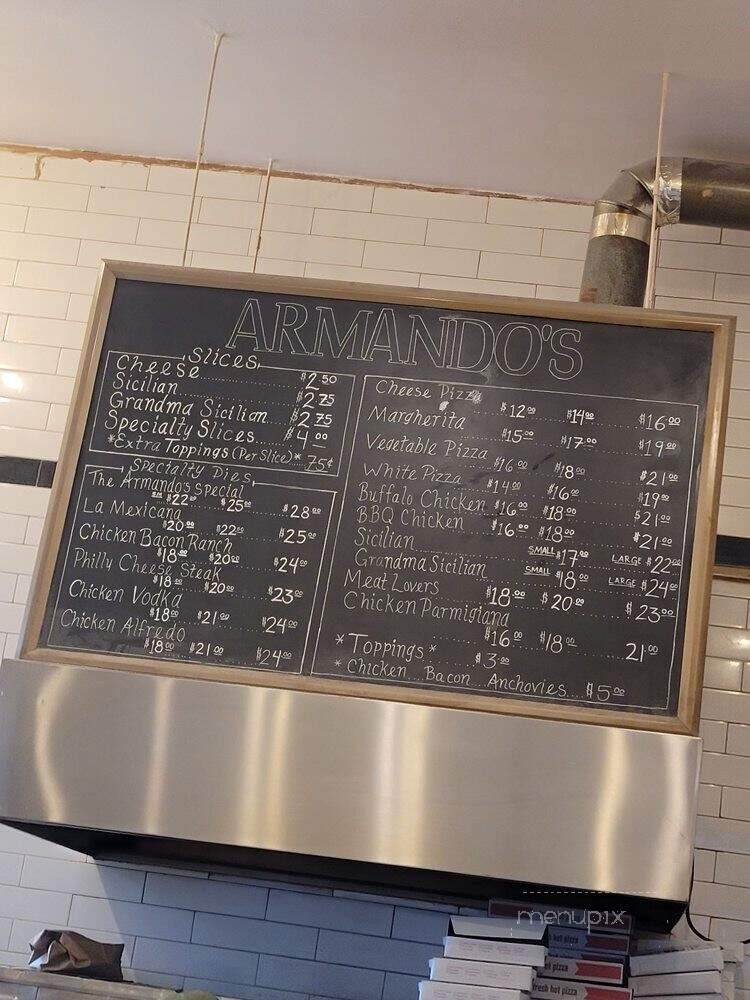 ARMANDO'S
Slices
Cheese $2.50
Sicilian $2.75
Grandma Sicilian $2.75
Specialty Slices $4.00
*Extra Toppings (Per Slice)* 75¢
Specialty Pies
The Armando's Special
SM $22.00 $25.00 $28.00
La Mexicana
$20.00 $22.00 $25.00
Chicken Bacon Ranch
$18.00 $20.00 $24.00
Philly Cheese Steak
$18.00 $20.00 $23.00
Chicken Vodka
$18.00 $21.00 $24.00
Chicken Alfredo
$18.00 $21.00 $24.00
Cheese Pizza $12.00 $14.00 $16.00
Margherita $15.00 $17.00 $19.00
Vegetable Pizza $16.00 $18.00 $21.00
White Pizza $14.00 $16.00 $19.00
Buffalo Chicken $16.00 $18.00 $21.00
BBQ Chicken $16.00 $18.00 $21.00
Sicilian SMALL $17.00 LARGE $22.00
Grandma Sicilian SMALL $18.00 LARGE $24.00
Meat Lovers $18.00 $20.00 $23.00
Chicken Parmigiana
$16.00 $18.00 21.00
*Toppings* $3.00
*Chicken Bacon Anchovies $5.00
menupix
hot pizza
fresh hot pizza